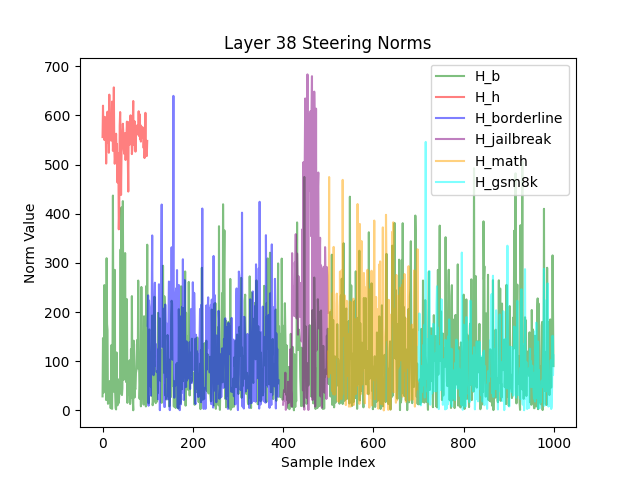 Layer 38 Steering Norms
Norm Value
700
600
500
400
300
200
100
0
H_b
H_h
H_borderline
H_jailbreak
H_math
H_gsm8k
0
200
400
600
800
1000
Sample Index